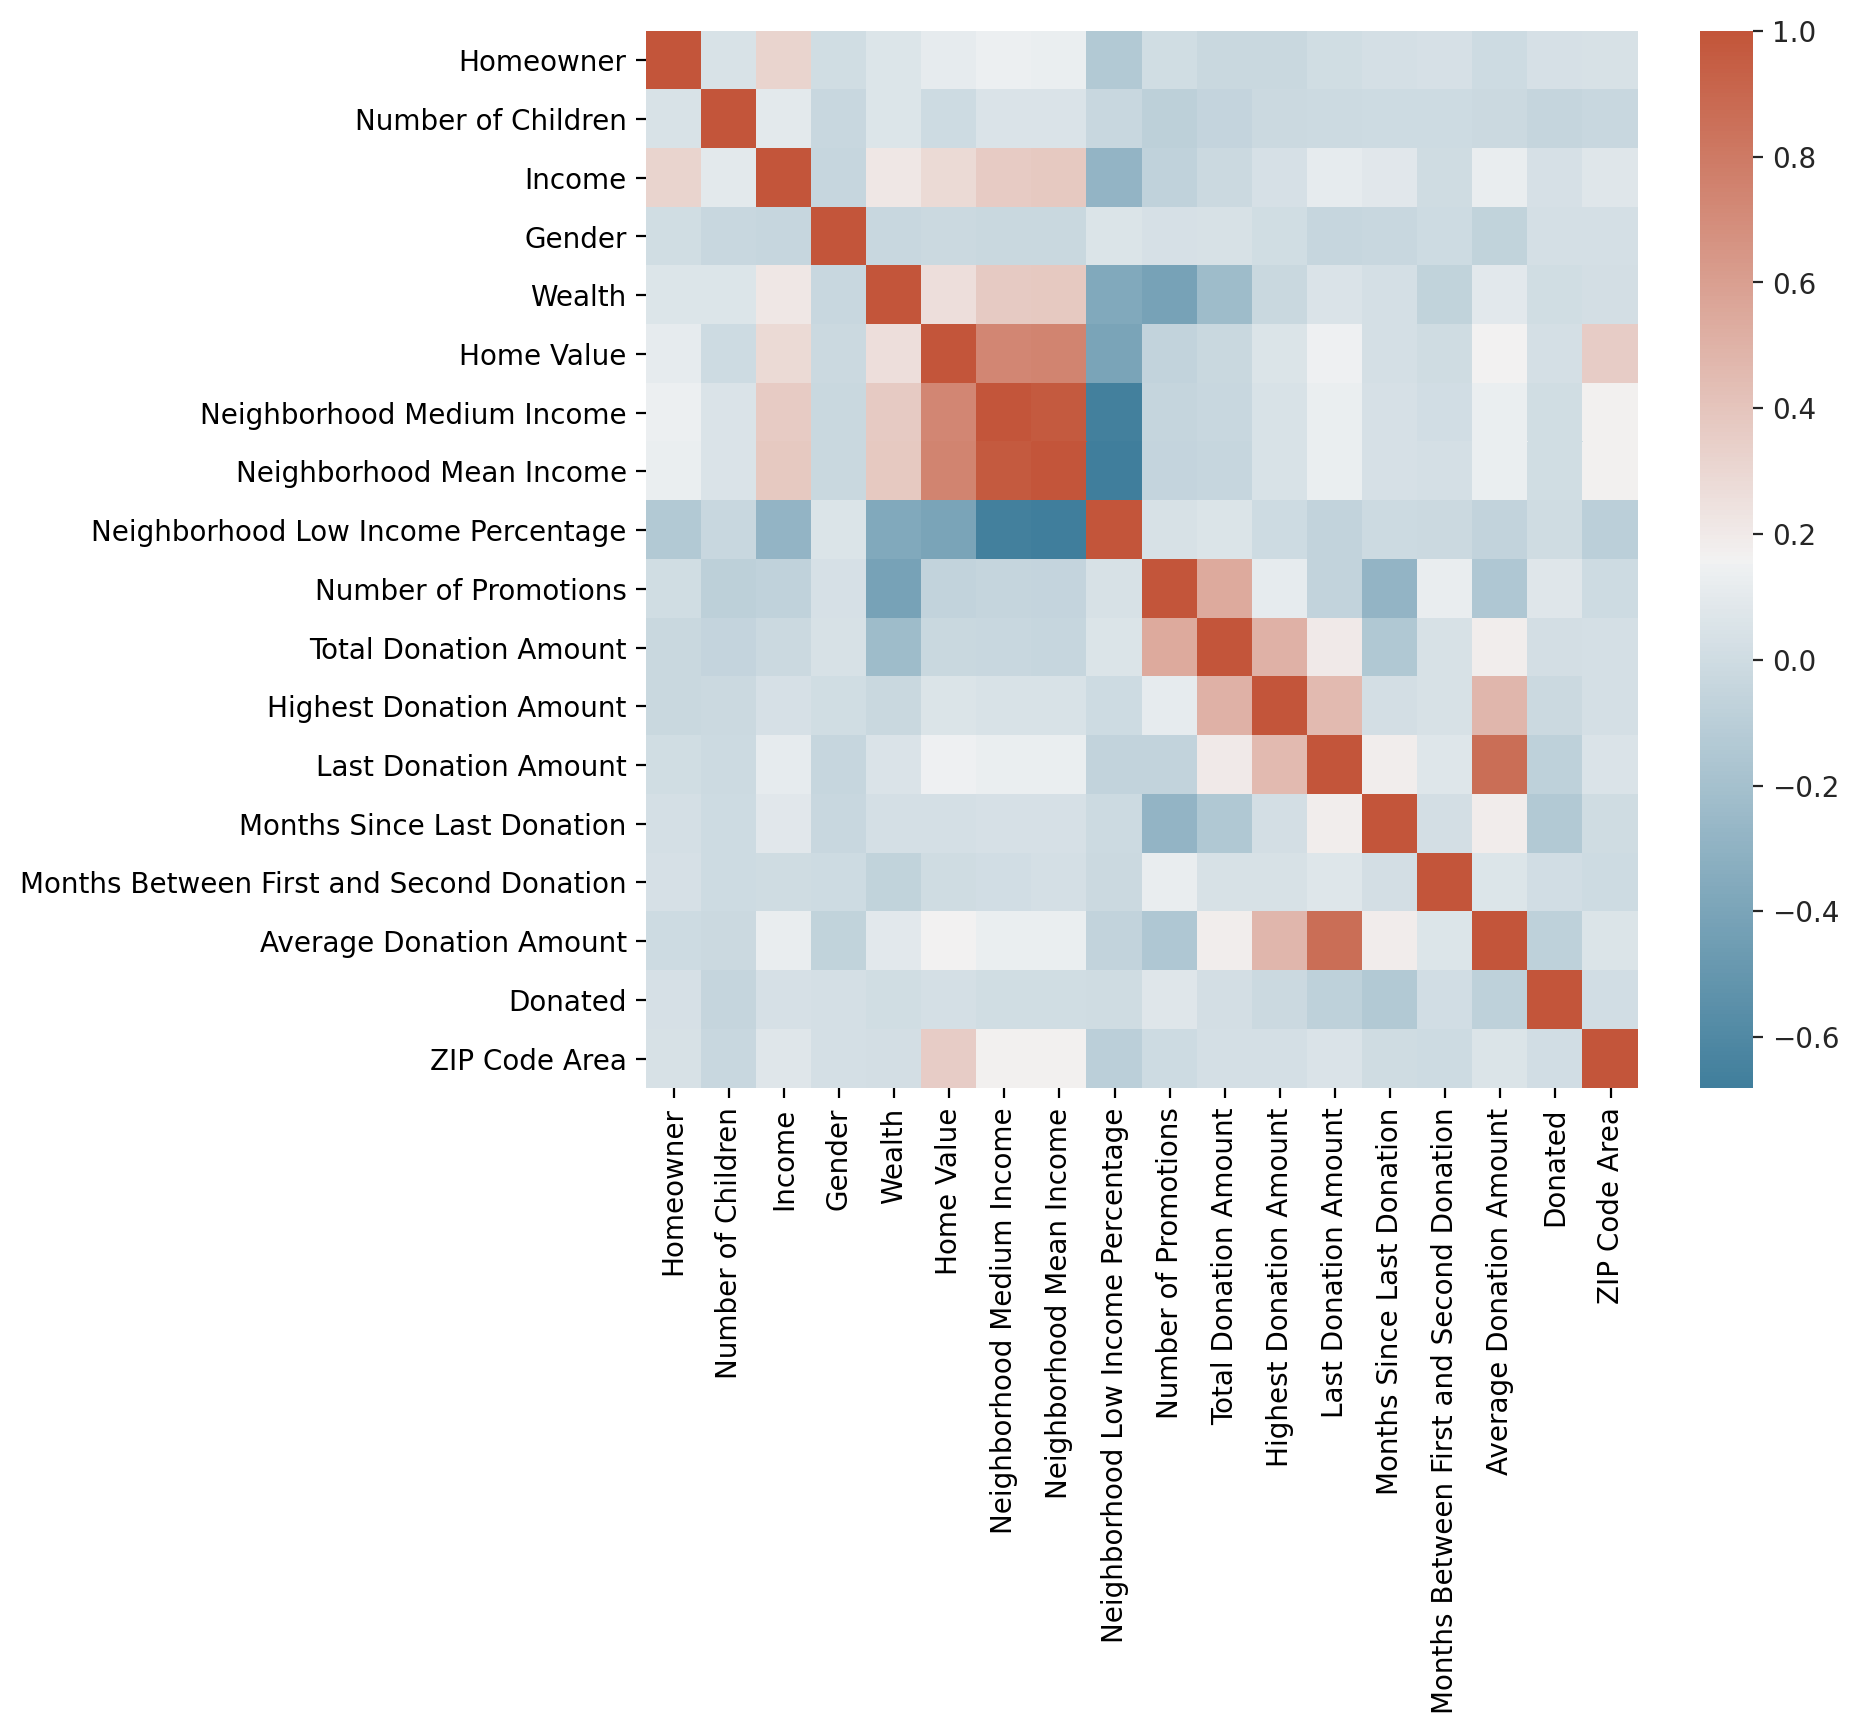 Homeowner
Number of Children
Income
Gender
Wealth
Home Value
Neighborhood Medium Income
Neighborhood Mean Income
Neighborhood Low Income Percentage
Number of Promotions
Total Donation Amount
Highest Donation Amount
Last Donation Amount
Months Since Last Donation
Months Between First and Second Donation
Average Donation Amount
Donated
ZIP Code Area
Homeowner
Number of Children
Income
Gender
Wealth
Home Value
Neighborhood Medium Income
Neighborhood Mean Income
Neighborhood Low Income Percentage
Number of Promotions
Total Donation Amount
Highest Donation Amount
Last Donation Amount
Months Since Last Donation
Months Between First and Second Donation
Average Donation Amount
Donated
ZIP Code Area
1.0
0.8
0.6
0.4
0.2
0.0
−0.2
−0.4
−0.6